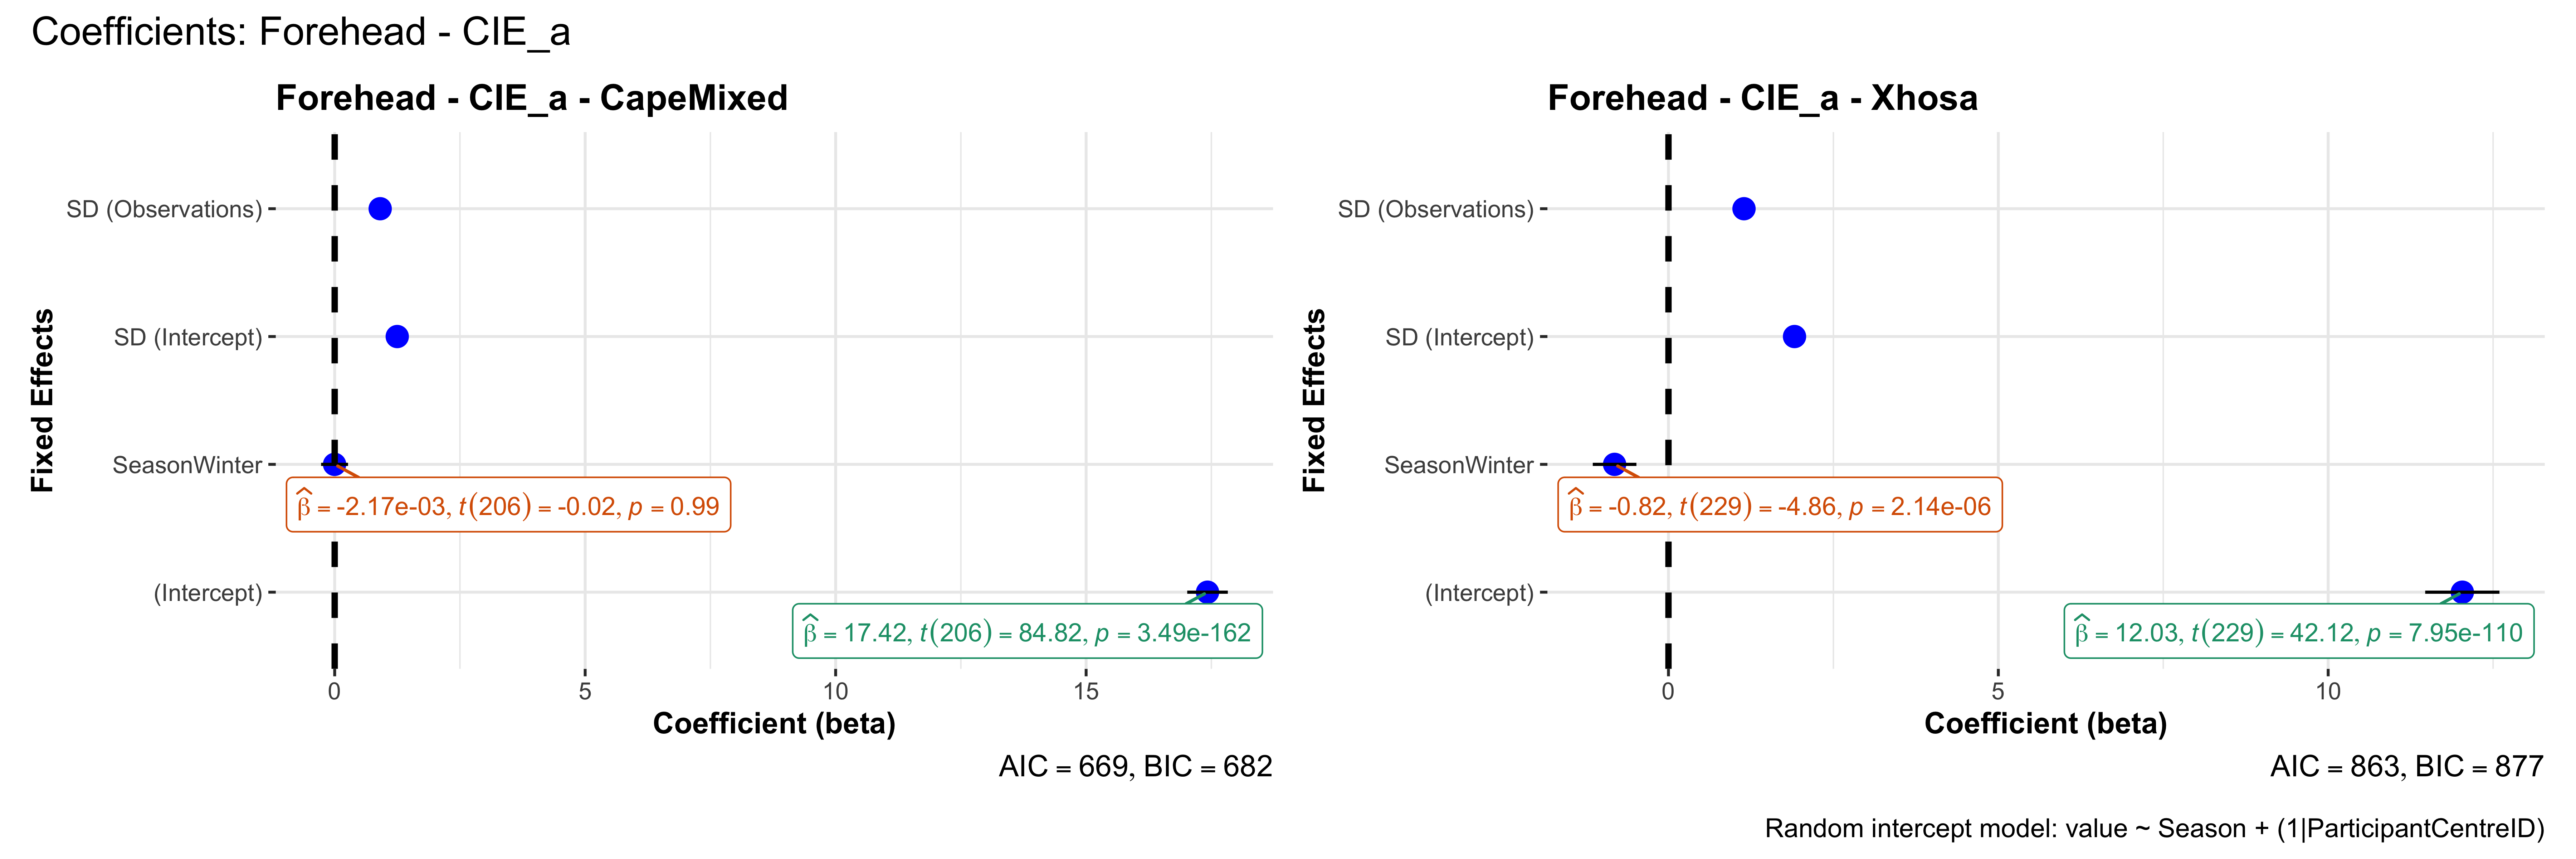 Coefficients: Forehead - CIE_a
Forehead - CIE_a - CapeMixed
Fixed Effects
SD (Observations)
SD (Intercept)
SeasonWinter
(Intercept)
β̂ = -2.17e-03, t(206) = -0.02, p = 0.99
β̂ = 17.42, t(206) = 84.82, p = 3.49e-162
0 5 10 15
Coefficient (beta)
AIC = 669, BIC = 682
Forehead - CIE_a - Xhosa
Fixed Effects
SD (Observations)
SD (Intercept)
SeasonWinter
(Intercept)
β̂ = -0.82, t(229) = -4.86, p = 2.14e-06
β̂ = 12.03, t(229) = 42.12, p = 7.95e-110
0 5 10
Coefficient (beta)
AIC = 863, BIC = 877
Random intercept model: value ~ Season + (1|ParticipantCentreID)